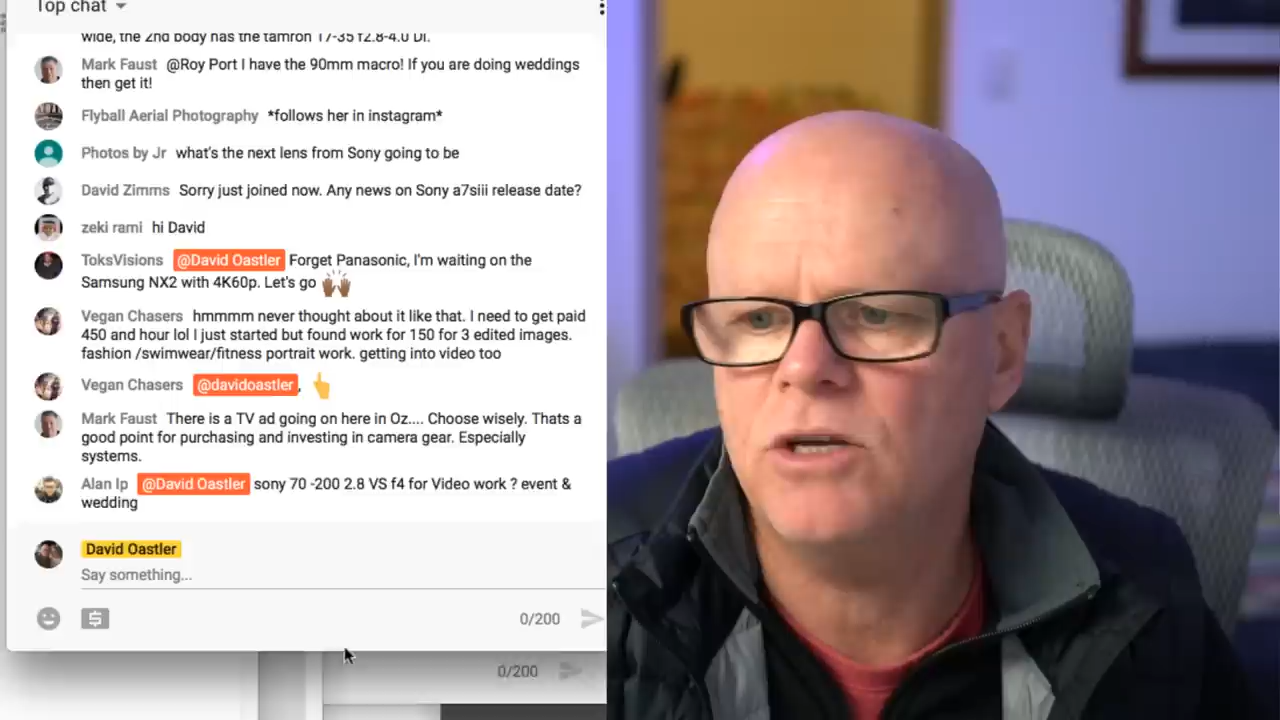 Top chat
wide, the 2nd body has the tamron 17-35 f2.8-4.0 Di.
Mark Faust @Roy Port I have the 90mm macro! If you are doing weddings
then get it!
Flyball Aerial Photography *follows her in instagram*
Photos by Jr what's the next lens from Sony going to be
David Zimms Sorry just joined now. Any news on Sony a7siii release date?
zeki rami hi David
ToksVisions @David Oastler Forget Panasonic, I'm waiting on the
Samsung NX2 with 4K60p. Let's go 🙌🏾
Vegan Chasers hmmmm never thought about it like that. I need to get paid
450 and hour lol I just started but found work for 150 for 3 edited images.
fashion /swimwear/fitness portrait work. getting into video too
Vegan Chasers @davidoastler, 👆
Mark Faust There is a TV ad going on here in Oz.... Choose wisely. Thats a
good point for purchasing and investing in camera gear. Especially
systems.
Alan Ip @David Oastler sony 70 -200 2.8 VS f4 for Video work ? event &
wedding
David Oastler
Say something...
0/200
0/200